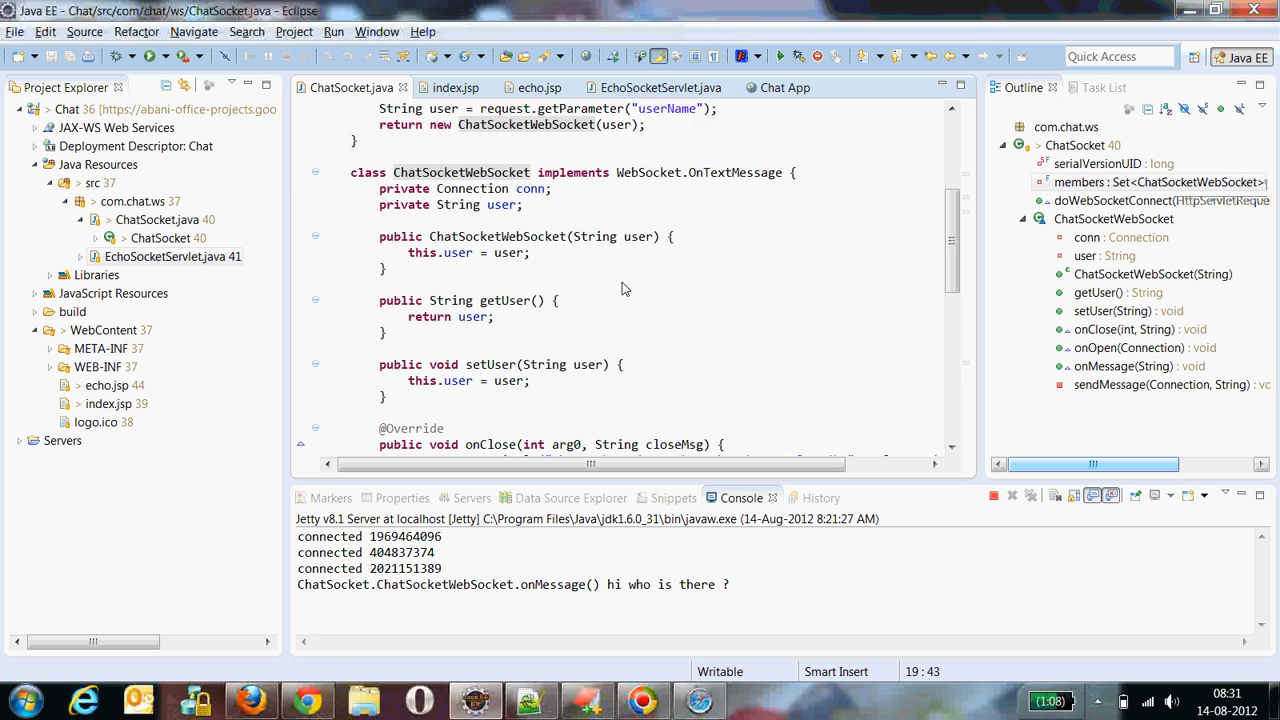 Java EE - Chat/src/com/chat/ws/ChatSocket.java - Eclipse
File Edit Source Refactor Navigate Search Project Run Window Help
Quick Access
Java EE
Project Explorer
Chat 36 [https://abani-office-projects.goo
JAX-WS Web Services
Deployment Descriptor: Chat
Java Resources
src 37
com.chat.ws 37
ChatSocket.java 40
ChatSocket 40
EchoSocketServlet.java 41
Libraries
JavaScript Resources
build
WebContent 37
META-INF 37
WEB-INF 37
echo.jsp 44
index.jsp 39
logo.ico 38
Servers
ChatSocket.java index.jsp echo.jsp EchoSocketServlet.java Chat App
String user = request.getParameter("userName");
return new ChatSocketWebSocket(user);
}
class ChatSocketWebSocket implements WebSocket.OnTextMessage {
private Connection conn;
private String user;
public ChatSocketWebSocket(String user) {
this.user = user;
}
public String getUser() {
return user;
}
public void setUser(String user) {
this.user = user;
}
@Override
public void onClose(int arg0, String closeMsg) {
Outline Task List
com.chat.ws
ChatSocket 40
serialVersionUID : long
members : Set<ChatSocketWebSocket>
doWebSocketConnect(HttpServletReque
ChatSocketWebSocket
conn : Connection
user : String
ChatSocketWebSocket(String)
getUser() : String
setUser(String) : void
onClose(int, String) : void
onOpen(Connection) : void
onMessage(String) : void
sendMessage(Connection, String) : vo
Markers Properties Servers Data Source Explorer Snippets Console History
Jetty v8.1 Server at localhost [Jetty] C:\Program Files\Java\jdk1.6.0_31\bin\javaw.exe (14-Aug-2012 8:21:27 AM)
connected 1969464096
connected 404837374
connected 2021151389
ChatSocket.ChatSocketWebSocket.onMessage() hi who is there ?
Writable Smart Insert 19 : 43
(1:08)
08:31
14-08-2012